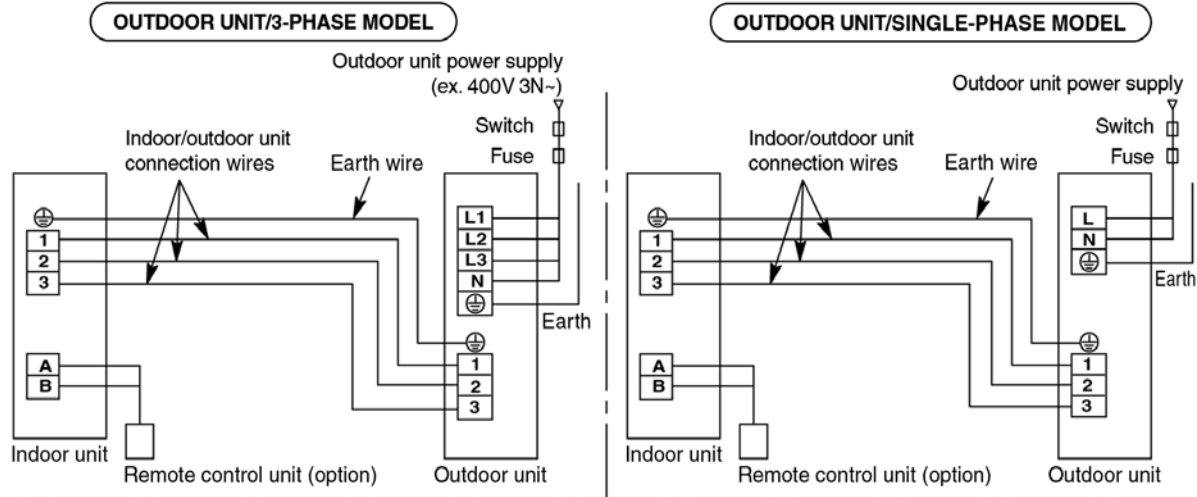 OUTDOOR UNIT/3-PHASE MODEL
Outdoor unit power supply
(ex. 400V 3N~)
Switch
Fuse
Indoor/outdoor unit
connection wires
Earth wire
1
2
3
A
B
L1
L2
L3
N
Earth
1
2
3
Indoor unit
Remote control unit (option)
Outdoor unit
OUTDOOR UNIT/SINGLE-PHASE MODEL
Outdoor unit power supply
Switch
Fuse
Indoor/outdoor unit
connection wires
Earth wire
1
2
3
A
B
L
N
Earth
1
2
3
Indoor unit
Remote control unit (option)
Outdoor unit